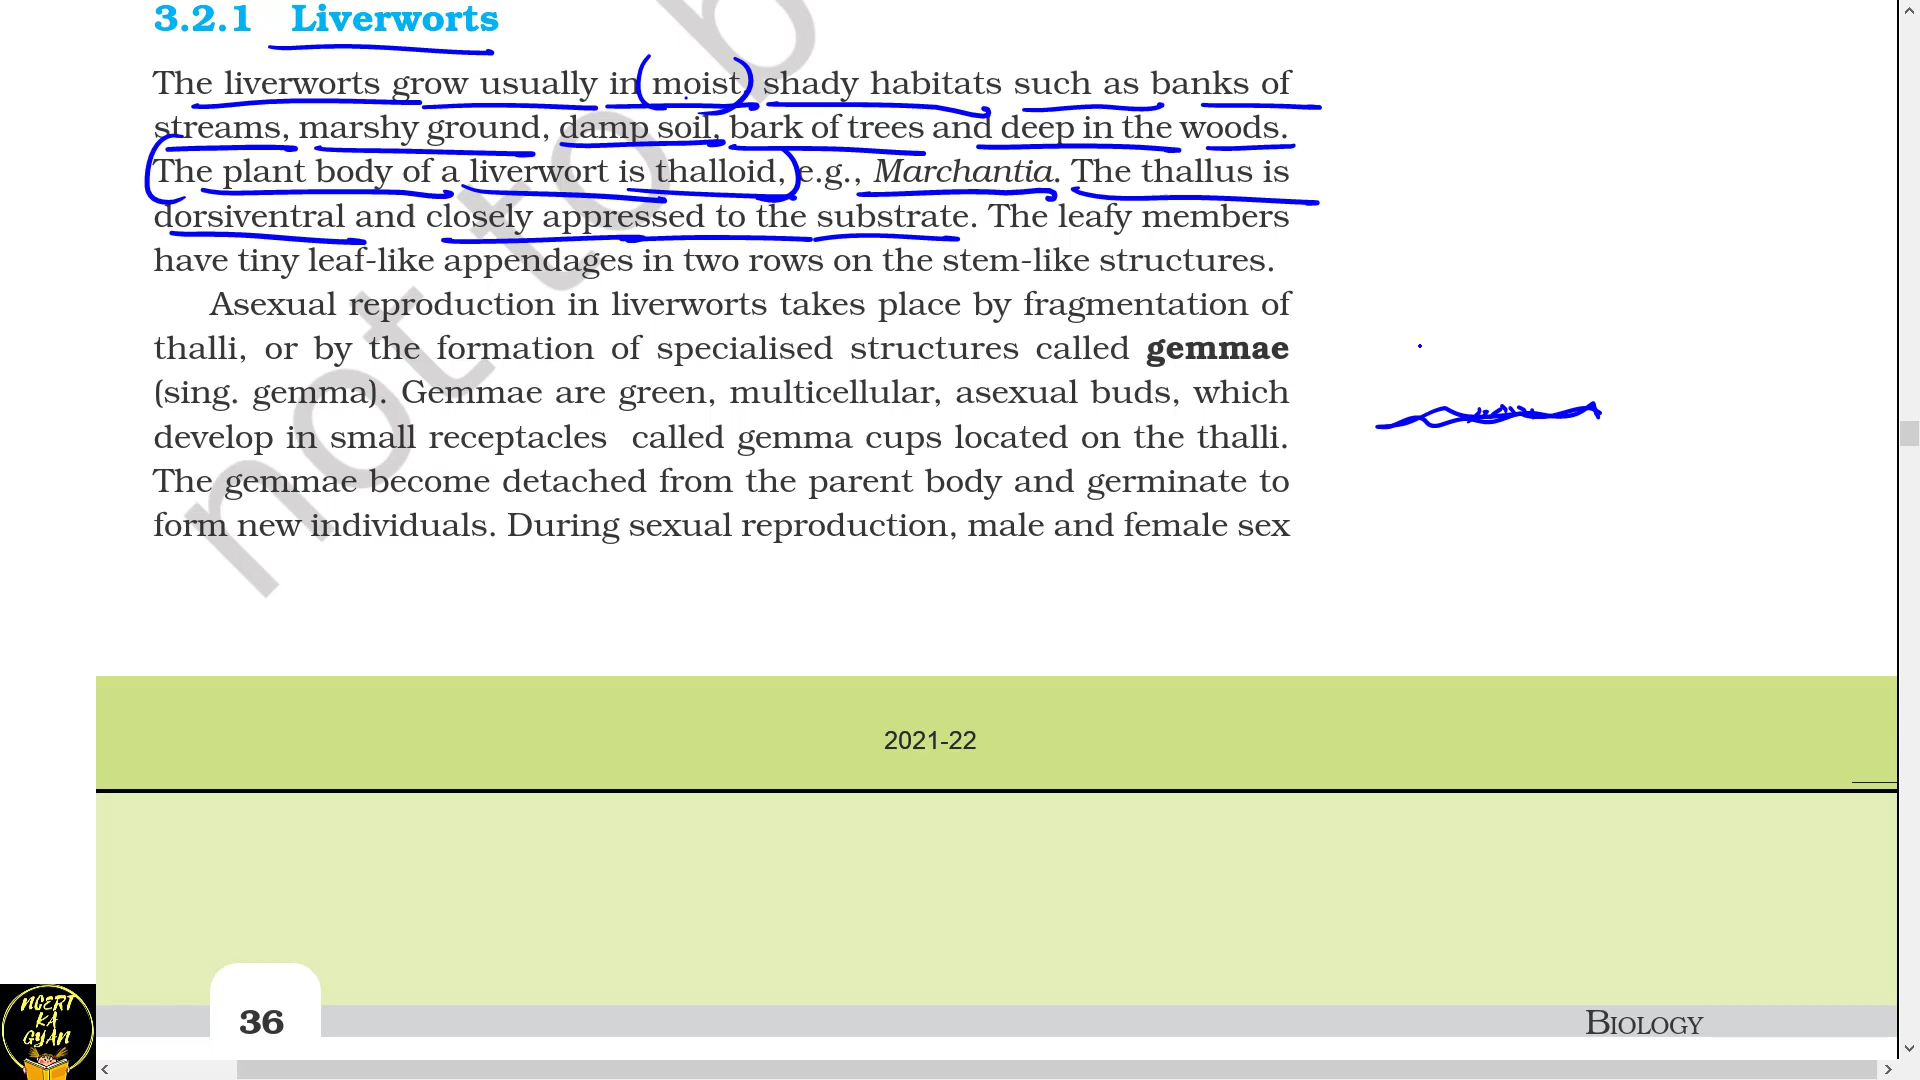 3.2.1 Liverworts
The liverworts grow usually in moist, shady habitats such as banks of
streams, marshy ground, damp soil, bark of trees and deep in the woods.
The plant body of a liverwort is thalloid, e.g., Marchantia. The thallus is
dorsiventral and closely appressed to the substrate. The leafy members
have tiny leaf-like appendages in two rows on the stem-like structures.
Asexual reproduction in liverworts takes place by fragmentation of
thalli, or by the formation of specialised structures called gemmae
(sing. gemma). Gemmae are green, multicellular, asexual buds, which
develop in small receptacles called gemma cups located on the thalli.
The gemmae become detached from the parent body and germinate to
form new individuals. During sexual reproduction, male and female sex
not to b
2021-22
36
BIOLOGY
NCERT
KA
GYAN